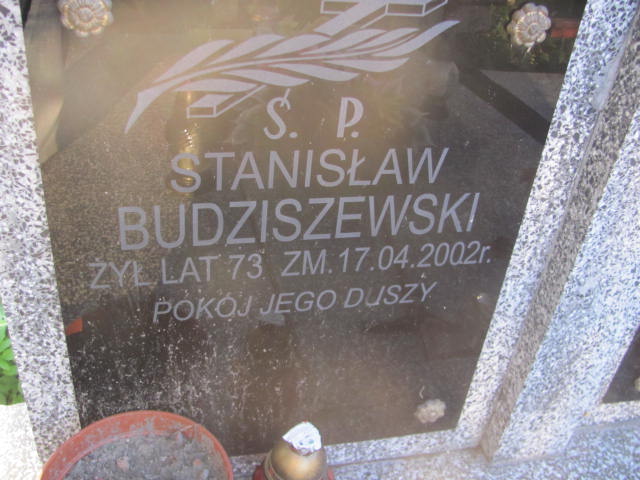 Ś. P.
STANISŁAW
BUDZISZEWSKI
ŻYŁ LAT 73 ZM. 17.04.2002r.
POKÓJ JEGO DUSZY